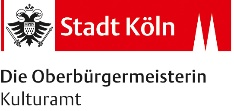 Stadt Köln
Die Oberbürgermeisterin
Kulturamt